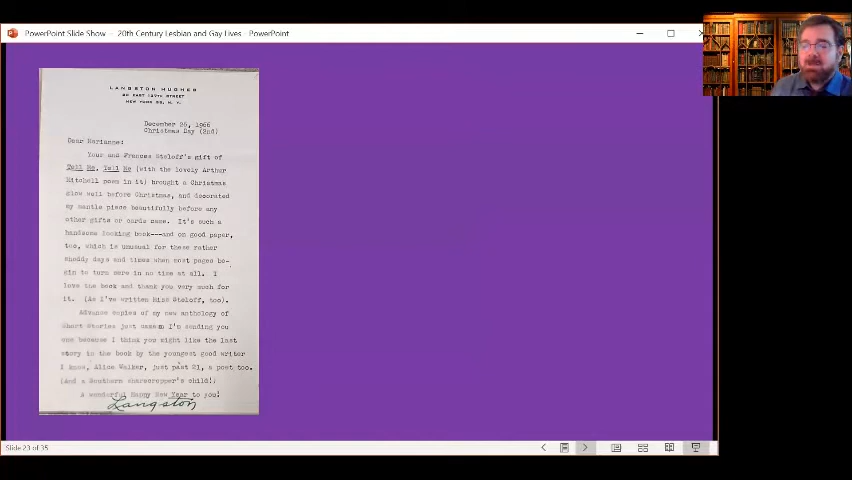 PowerPoint Slide Show - 20th Century Lesbian and Gay Lives - PowerPoint
LANGSTON HUGHES
20 EAST 127TH STREET
NEW YORK 35, N. Y.
December 26, 1966
Christmas Day (2nd)
Dear Marianne:
Your and Frances Steloff's gift of
Tell Me, Tell Me (with the lovely Arthur
Mitchell poem in it) brought a Christmas
glow well before Christmas, and decorated
my mantle piece beautifully before any
other gifts or cards came. It's such a
handsome looking book---and on good paper,
too, which is unusual for these rather
shoddy days and times when most pages be-
gin to turn sere in no time at all. I
love the book and thank you very much for
it. (As I've written Miss Steloff, too).
Advance copies of my new anthology of
Short Stories just came I'm sending you
one because I think you might like the last
story in the book by the youngest good writer
I know, Alice Walker, just past 21, a poet too.
(And a Southern sharecropper's child!)
A wonderful Happy New Year to you!
Langston
Slide 23 of 35